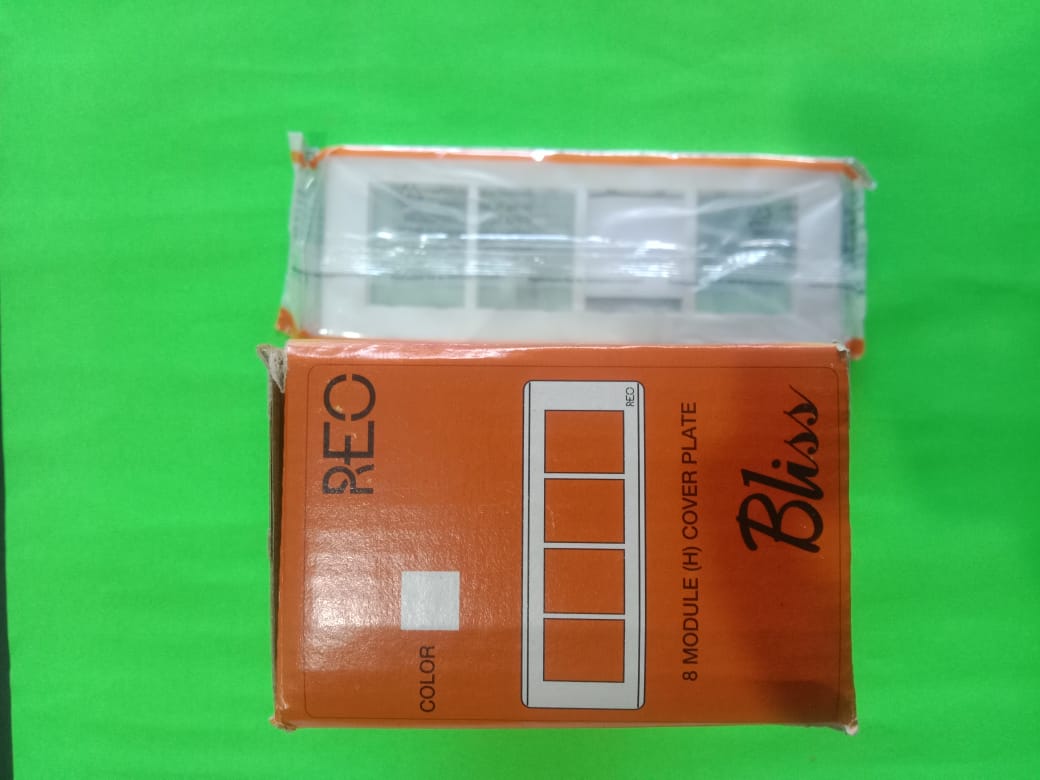 REO
COLOR
REO
8 MODULE (H) COVER PLATE
Bliss